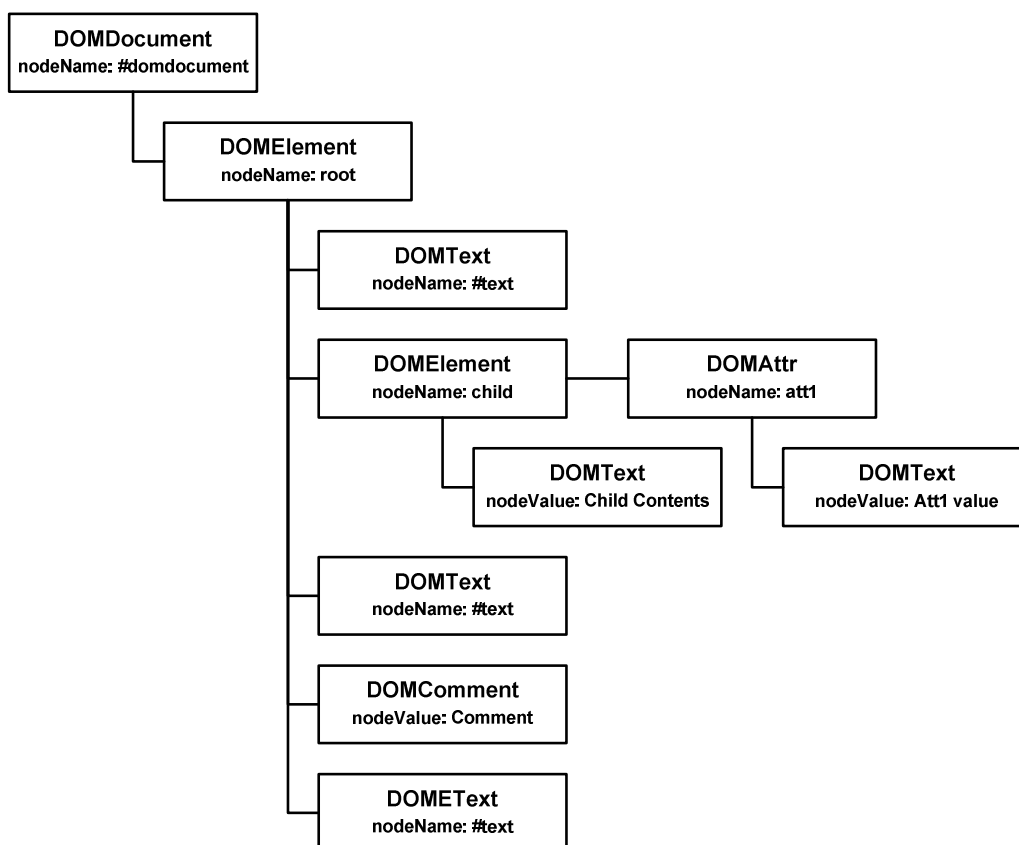 DOMDocument
nodeName: #domdocument
DOMElement
nodeName: root
DOMText
nodeName: #text
DOMElement
nodeName: child
DOMAttr
nodeName: att1
DOMText
nodeValue: Child Contents
DOMText
nodeValue: Att1 value
DOMText
nodeName: #text
DOMComment
nodeValue: Comment
DOMEText
nodeName: #text